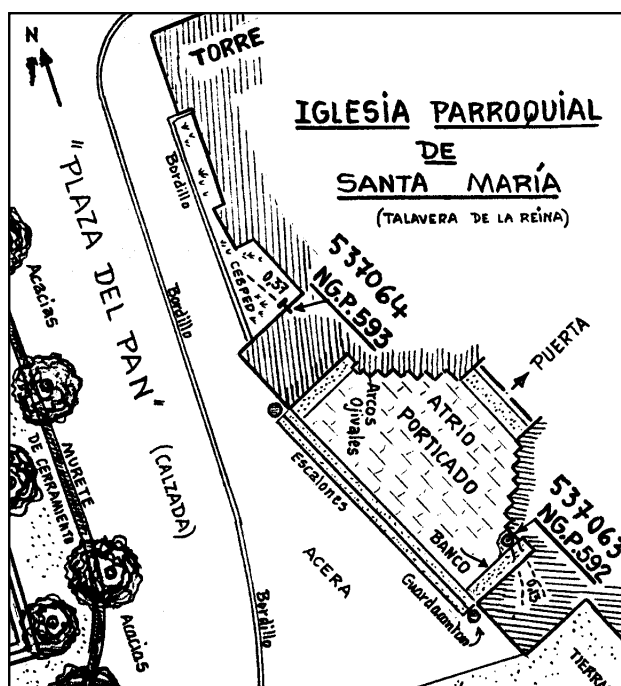 N
TORRE
IGLESIA PARROQUIAL
DE
SANTA MARÍA
(TALAVERA DE LA REINA)
"PLAZA DEL PAN"
(CALZADA)
Bordillo
Bordillo
Bordillo
CESPED
0,37
537064
NG.P.593
PUERTA
Acacias
MURETE
DE CERRAMIENTO
Acacias
Arcos
Ojivales
ATRIO
PORTICADO
Escalones
ACERA
BANCO
537063
NG.P.592
TIERRA